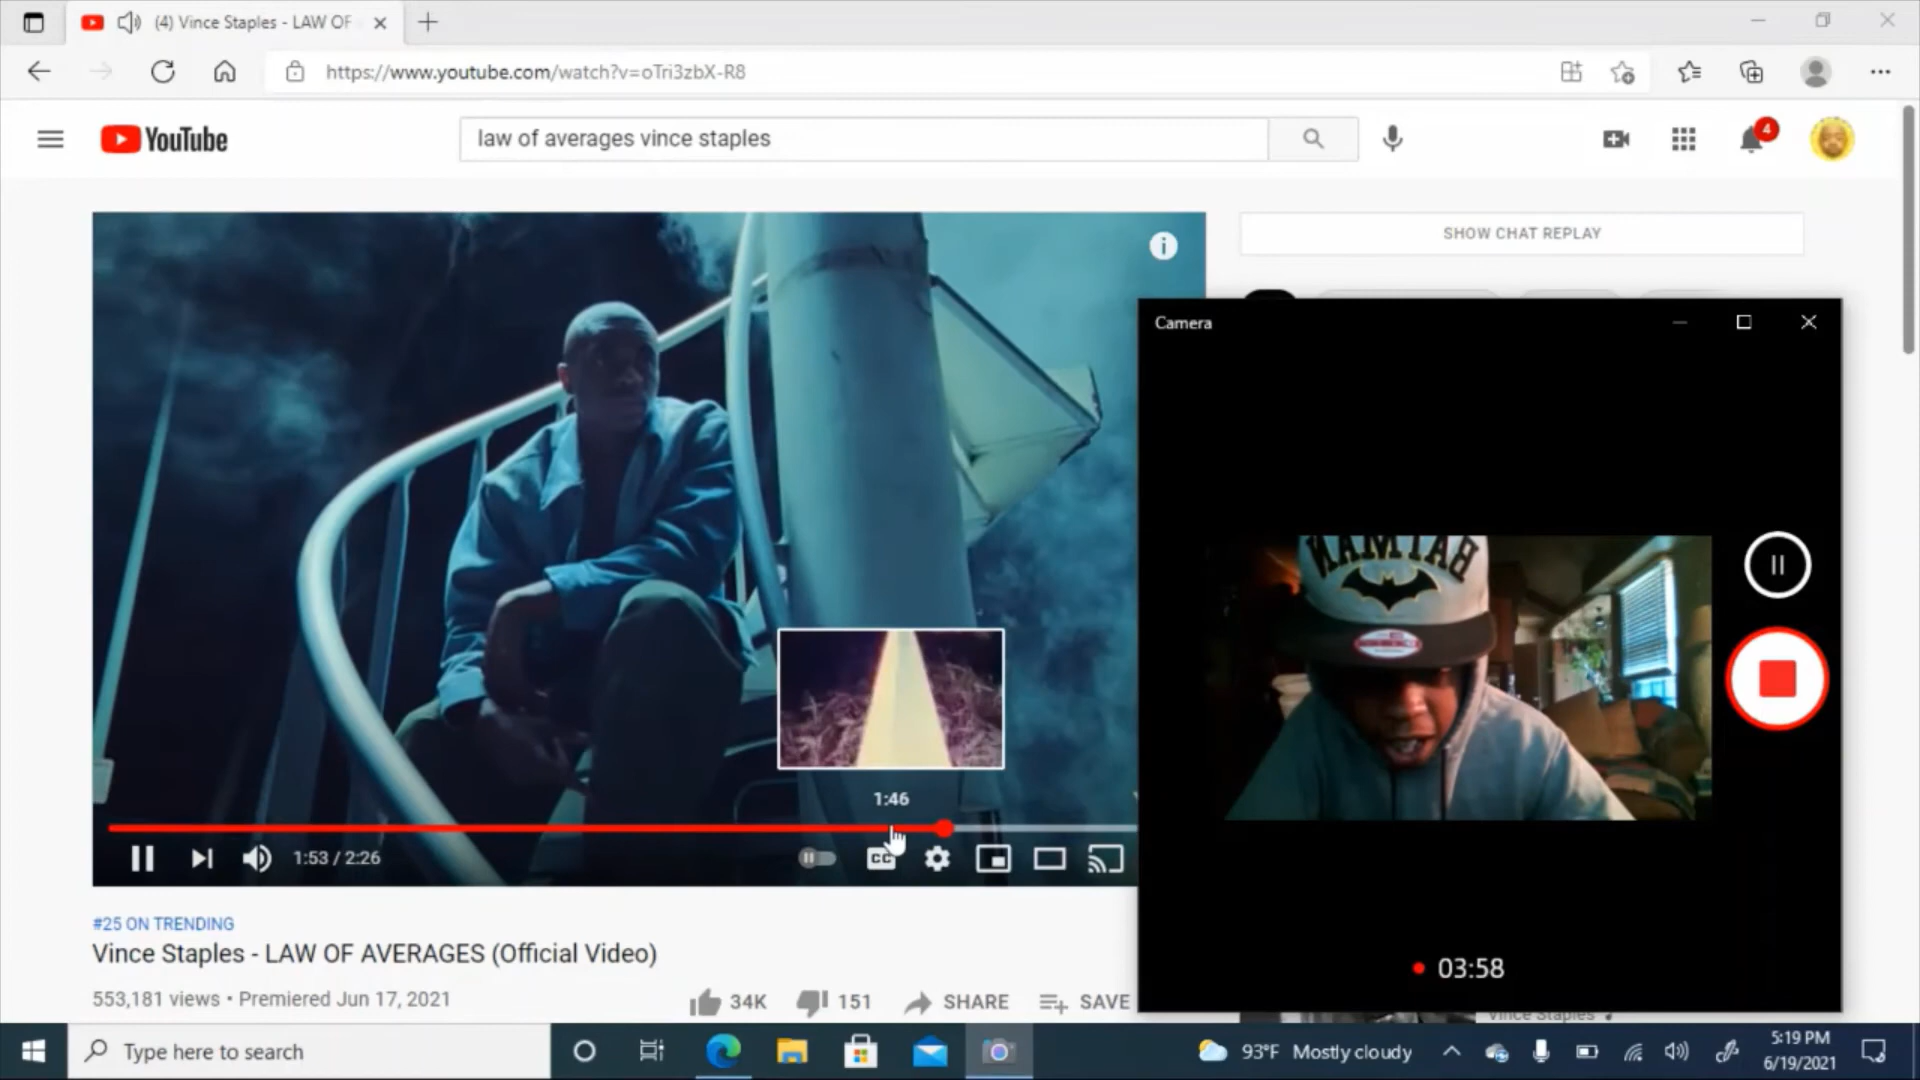 (4) Vince Staples - LAW OF
https://www.youtube.com/watch?v=oTri3zbX-R8
YouTube
law of averages vince staples
4
SHOW CHAT REPLAY
Camera
BATMAN
1:46
1:53 / 2:26
CC
#25 ON TRENDING
Vince Staples - LAW OF AVERAGES (Official Video)
553,181 views • Premiered Jun 17, 2021
34K
151
SHARE
SAVE
03:58
Vince Staples
Type here to search
93°F Mostly cloudy
5:19 PM
6/19/2021